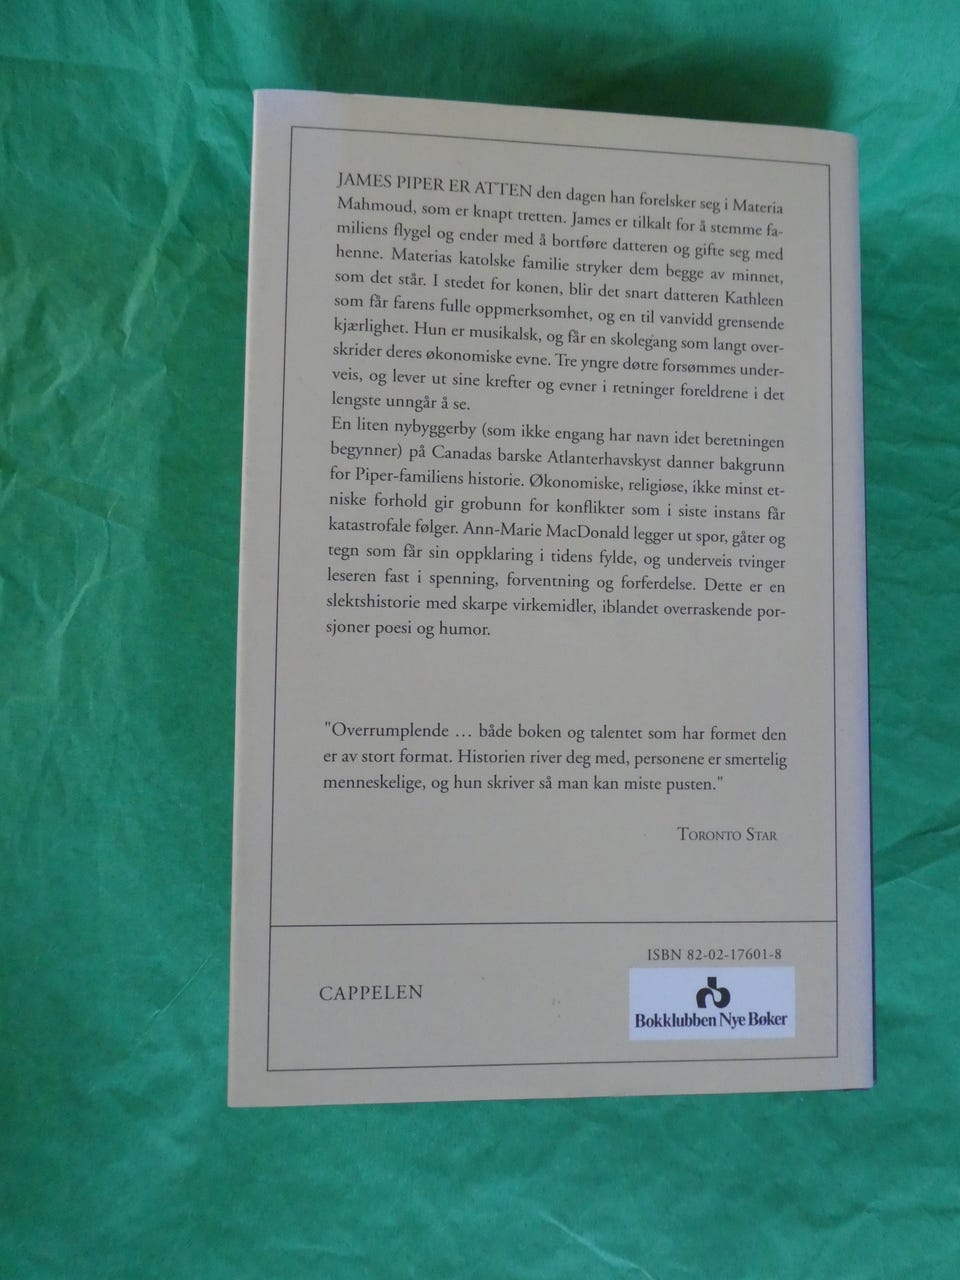 JAMES PIPER ER ATTEN den dagen han forelsker seg i Materia
Mahmoud, som er knapt tretten. James er tilkalt for å stemme fa-
miliens flygel og ender med å bortføre datteren og gifte seg med
henne. Materias katolske familie stryker dem begge av minnet,
som det står. I stedet for konen, blir det snart datteren Kathleen
som får farens fulle oppmerksomhet, og en til vanvidd grensende
kjærlighet. Hun er musikalsk, og får en skolegang som langt over-
skrider deres økonomiske evne. Tre yngre døtre forsømmes under-
veis, og lever ut sine krefter og evner i retninger foreldrene i det
lengste unngår å se.
En liten nybyggerby (som ikke engang har navn idet beretningen
begynner) på Canadas barske Atlanterhavskyst danner bakgrunn
for Piper-familiens historie. Økonomiske, religiøse, ikke minst et-
niske forhold gir grobunn for konflikter som i siste instans får
katastrofale følger. Ann-Marie MacDonald legger ut spor, gåter og
tegn som får sin oppklaring i tidens fylde, og underveis tvinger
leseren fast i spenning, forventning og forferdelse. Dette er en
slektshistorie med skarpe virkemidler, iblandet overraskende por-
sjoner poesi og humor.
"Overrumplende … både boken og talentet som har formet den
er av stort format. Historien river deg med, personene er smertelig
menneskelige, og hun skriver så man kan miste pusten."
TORONTO STAR
ISBN 82-02-17601-8
CAPPELEN
Bokklubben Nye Bøker